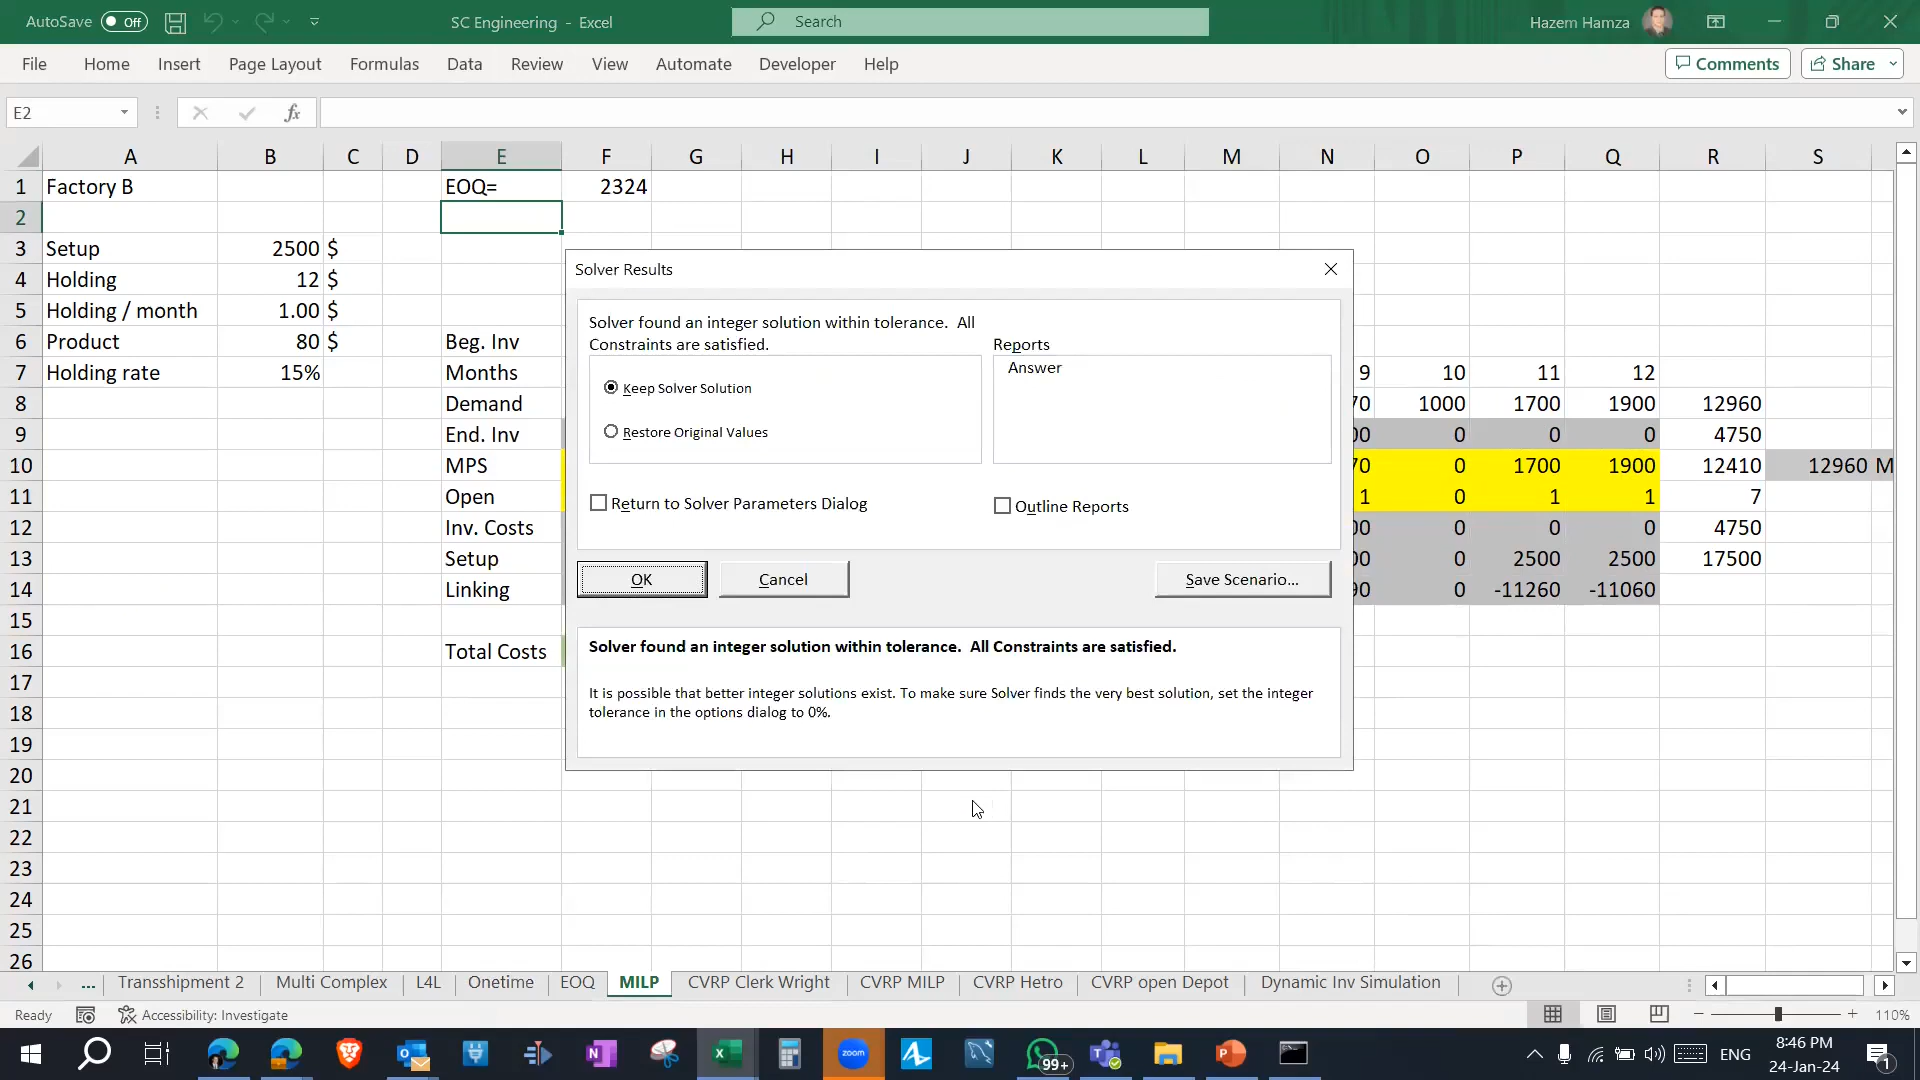 AutoSave Off SC Engineering - Excel Search Hazem Hamza
File Home Insert Page Layout Formulas Data Review View Automate Developer Help Comments Share
E2 fx
A B C D E F G H I J K L M N O P Q R S
1 Factory B EOQ= 2324
2
3 Setup 2500 $
4 Holding 12 $
5 Holding / month 1.00 $
6 Product 80 $ Beg. Inv
7 Holding rate 15% Months 9 10 11 12
8 Demand 70 1000 1700 1900 12960
9 End. Inv 00 0 0 0 4750
10 MPS 70 0 1700 1900 12410 12960 M
11 Open 1 0 1 1 7
12 Inv. Costs 00 0 0 0 4750
13 Setup 00 0 2500 2500 17500
14 Linking 90 0 -11260 -11060
15
16 Total Costs
17
18
19
20
21
22
23
24
25
26
Solver Results
Solver found an integer solution within tolerance. All
Constraints are satisfied.
Reports
Answer
Keep Solver Solution
Restore Original Values
Return to Solver Parameters Dialog
Outline Reports
OK Cancel Save Scenario...
Solver found an integer solution within tolerance. All Constraints are satisfied.
It is possible that better integer solutions exist. To make sure Solver finds the very best solution, set the integer
tolerance in the options dialog to 0%.
... Transshipment 2 Multi Complex L4L Onetime EOQ MILP CVRP Clerk Wright CVRP MILP CVRP Hetro CVRP open Depot Dynamic Inv Simulation
Ready Accessibility: Investigate 110%
zoom 99+ ENG 8:46 PM
24-Jan-24 1